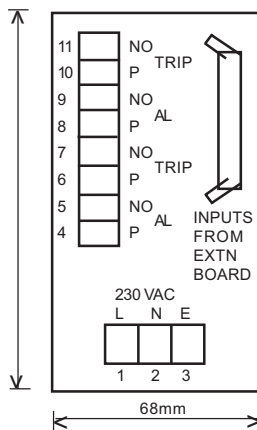 11 NO
TRIP
10 P
9 NO
AL
8 P
7 NO
TRIP
6 P
5 NO
AL
4 P
INPUTS
FROM
EXTN
BOARD
230 VAC
L N E
1 2 3
68mm